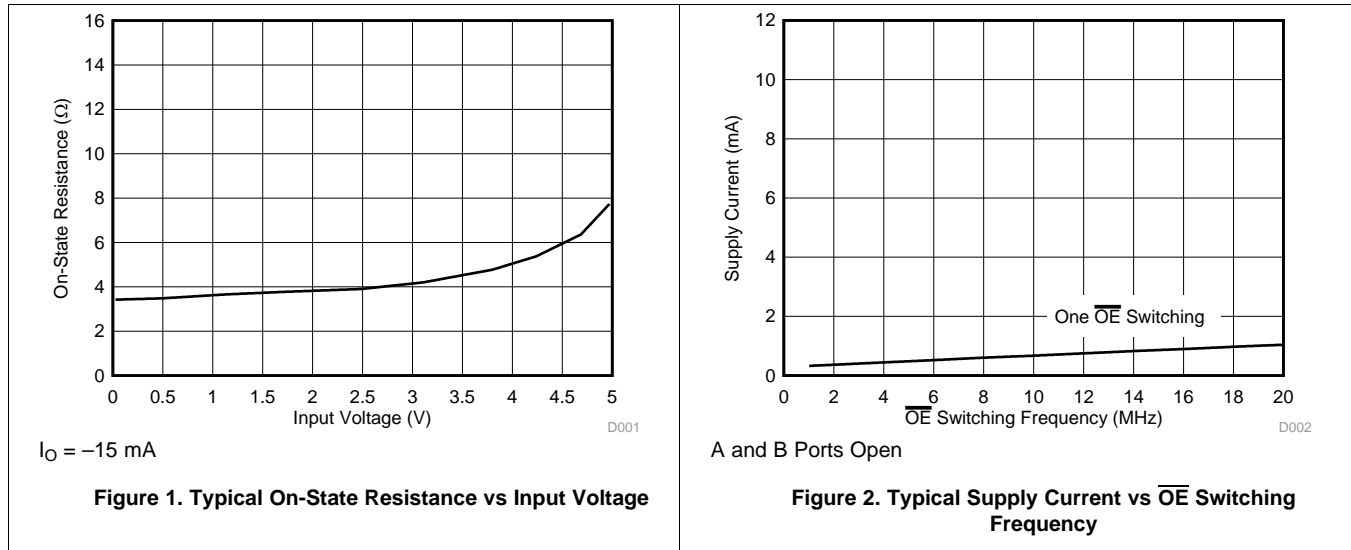 16
14
12
10
8
6
4
2
0
On-State Resistance (Ω)
0 0.5 1 1.5 2 2.5 3 3.5 4 4.5 5
Input Voltage (V)
D001
I_O = –15 mA
Figure 1. Typical On-State Resistance vs Input Voltage
12
10
8
6
4
2
0
Supply Current (mA)
One O̅E̅ Switching
0 2 4 6 8 10 12 14 16 18 20
O̅E̅ Switching Frequency (MHz)
D002
A and B Ports Open
Figure 2. Typical Supply Current vs O̅E̅ Switching
Frequency